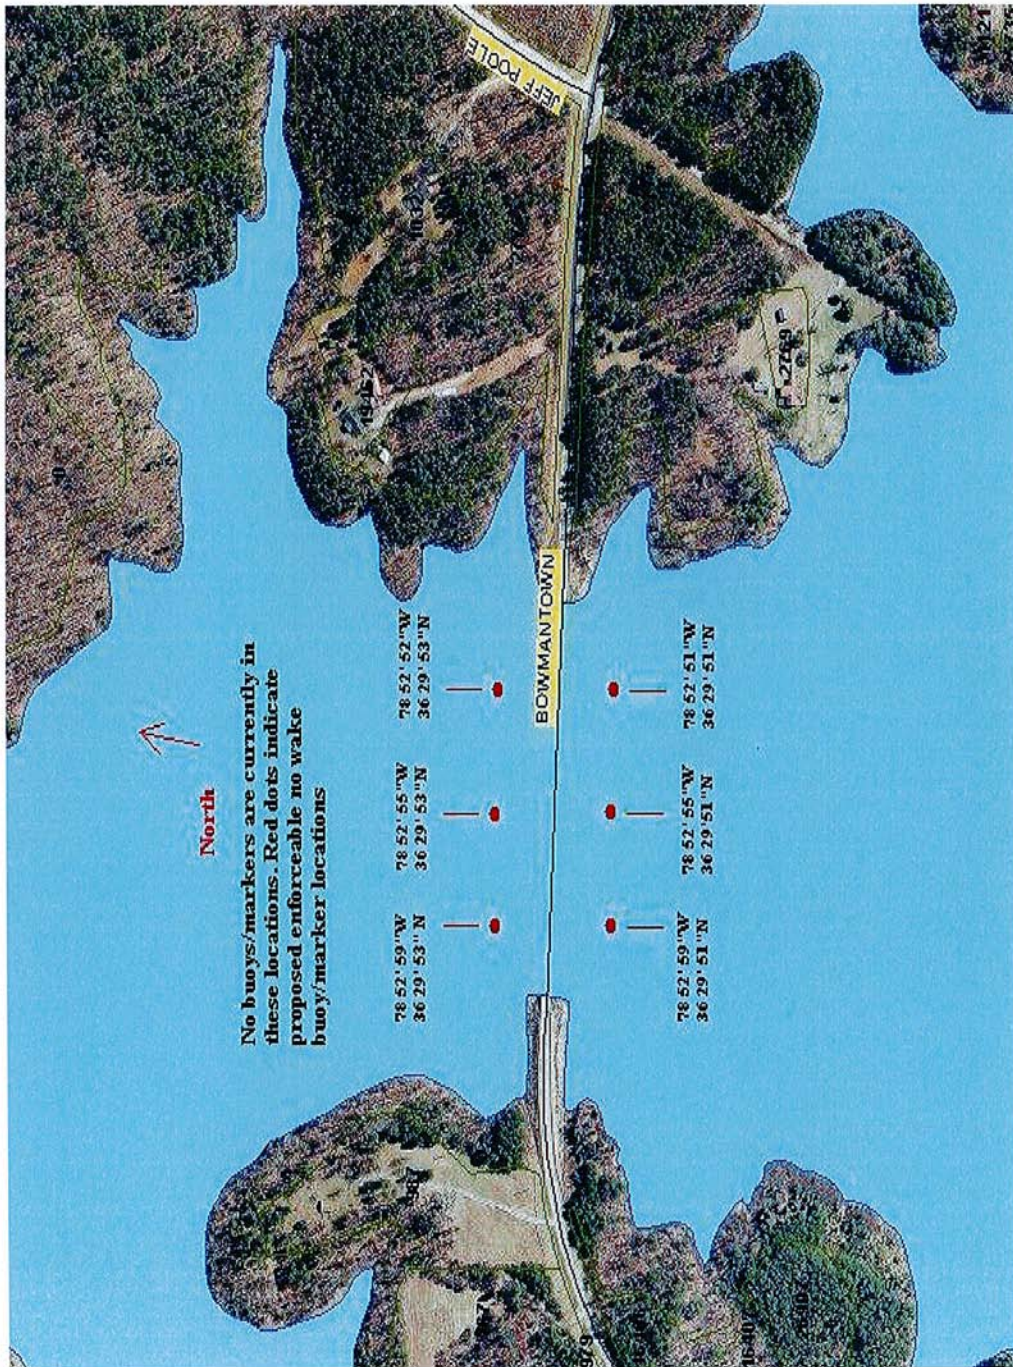 North
No buoys/markers are currently in
these locations. Red dots indicate
proposed enforceable no wake
buoy/marker locations
78 52' 59"W
36 29' 53" N
78 52' 55"W
36 29' 53"N
78 52' 52"W
36 29' 53"N
BOWMANTOWN
JEFF POOLE
78 52' 59"W
36 29' 51"N
78 52' 55"W
36 29' 51"N
78 52' 51"W
36 29' 51"N